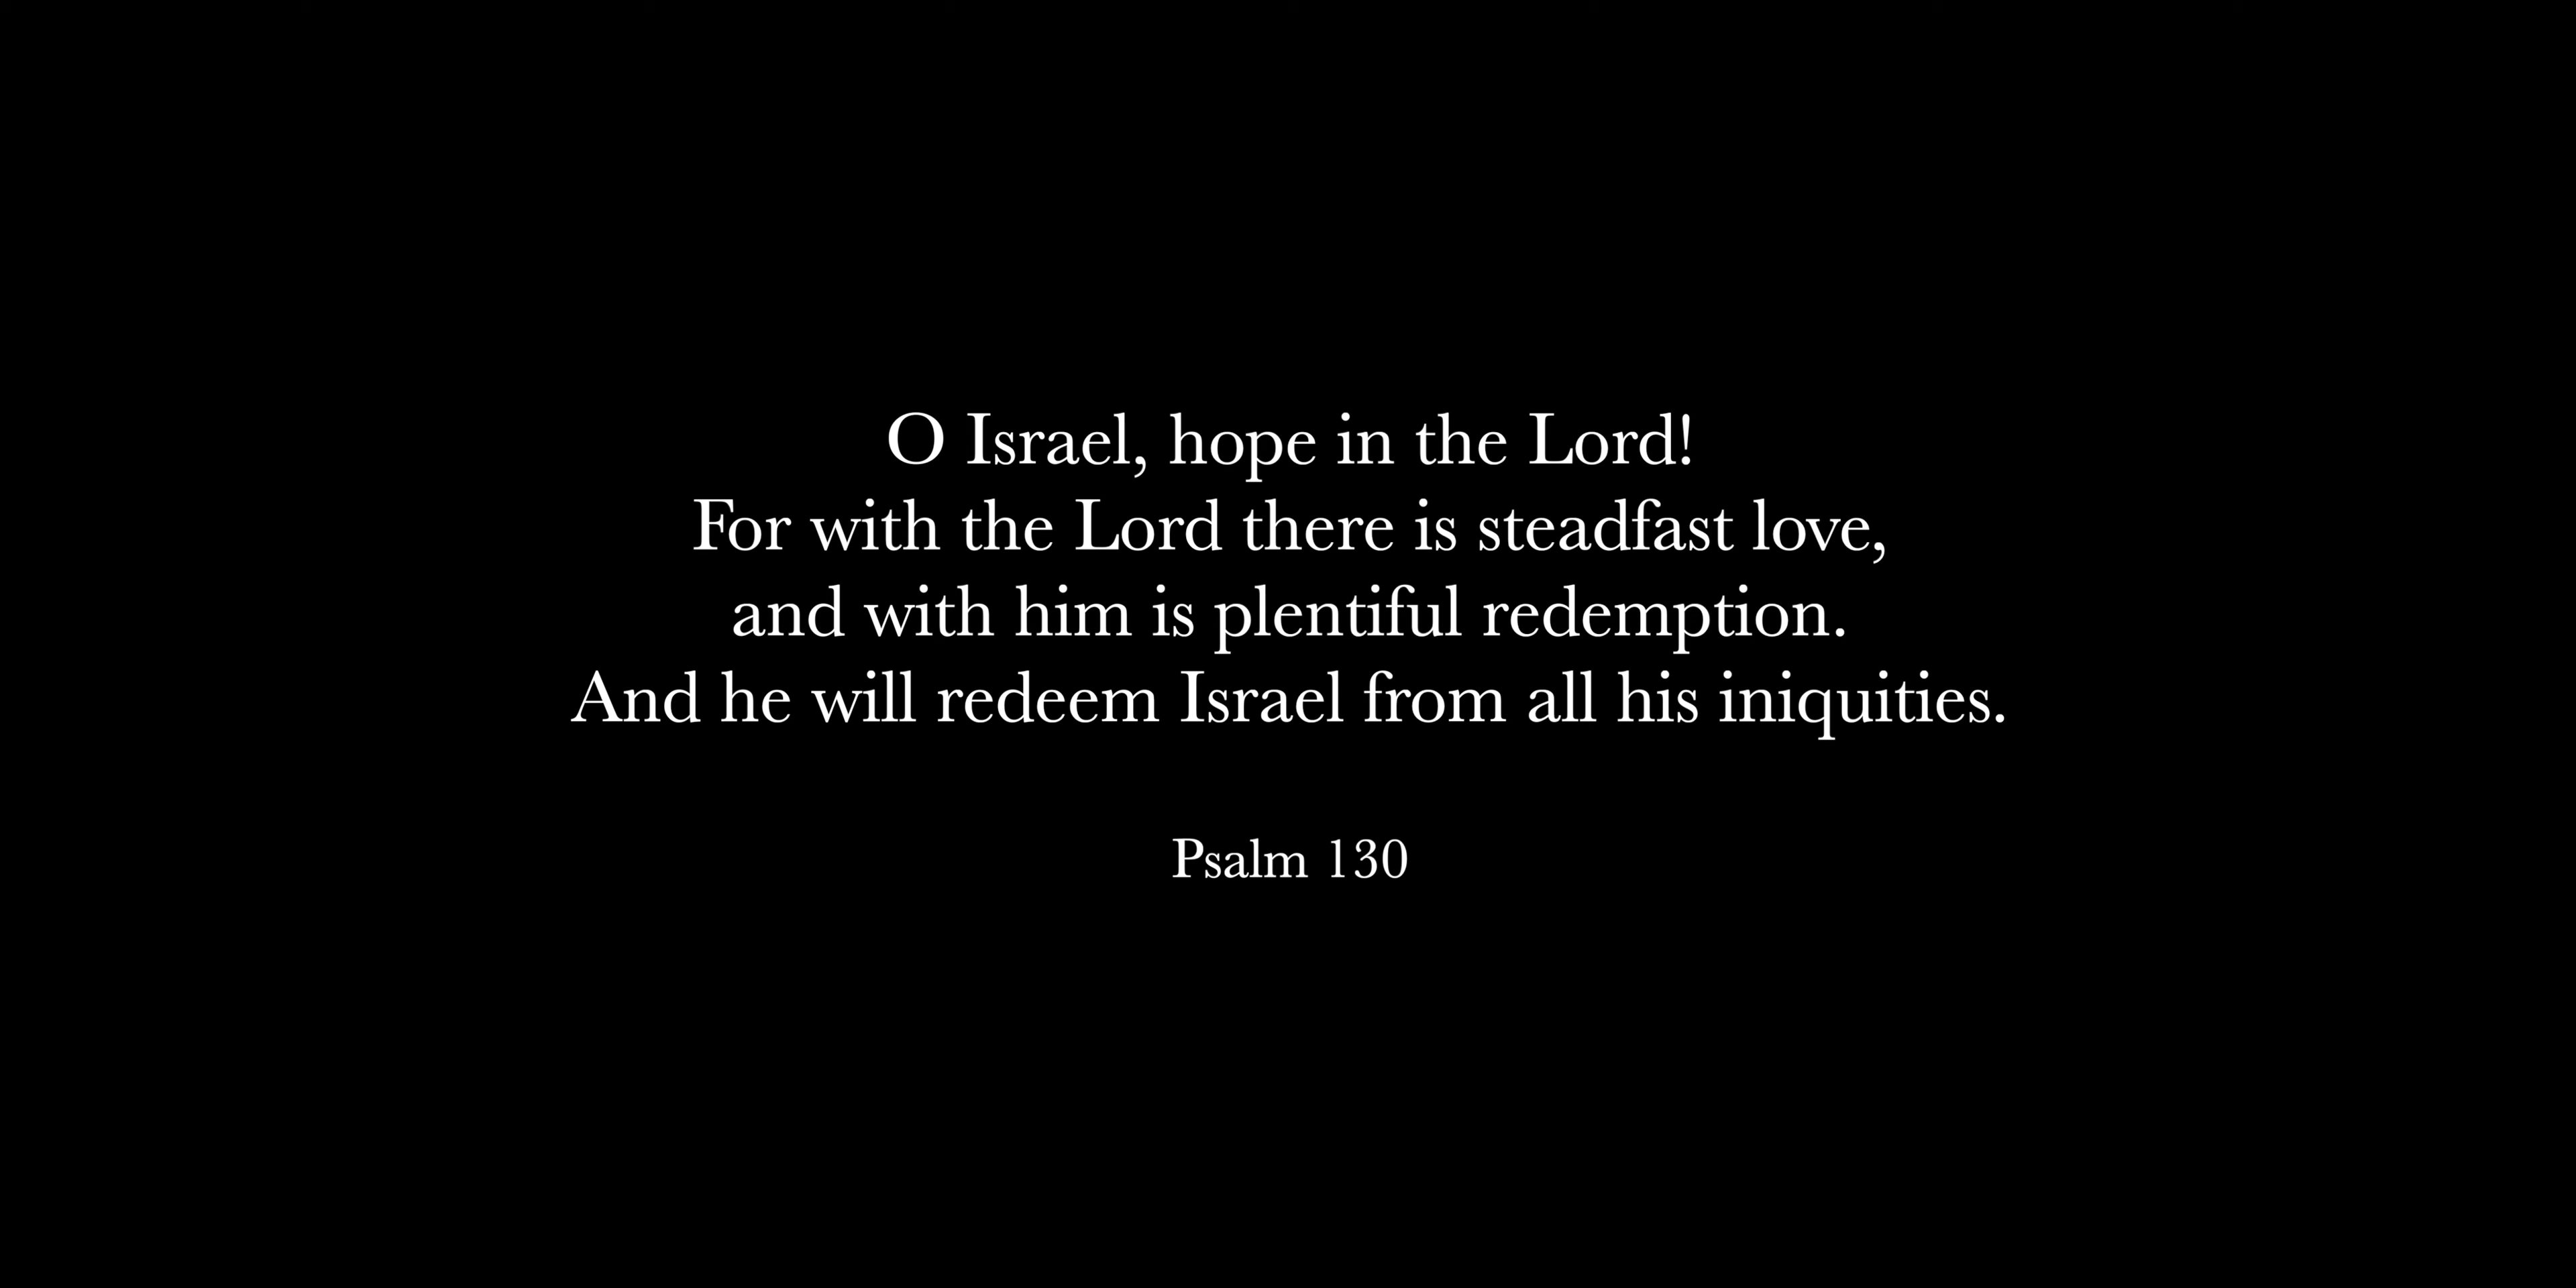 O Israel, hope in the Lord!
For with the Lord there is steadfast love,
and with him is plentiful redemption.
And he will redeem Israel from all his iniquities.
Psalm 130